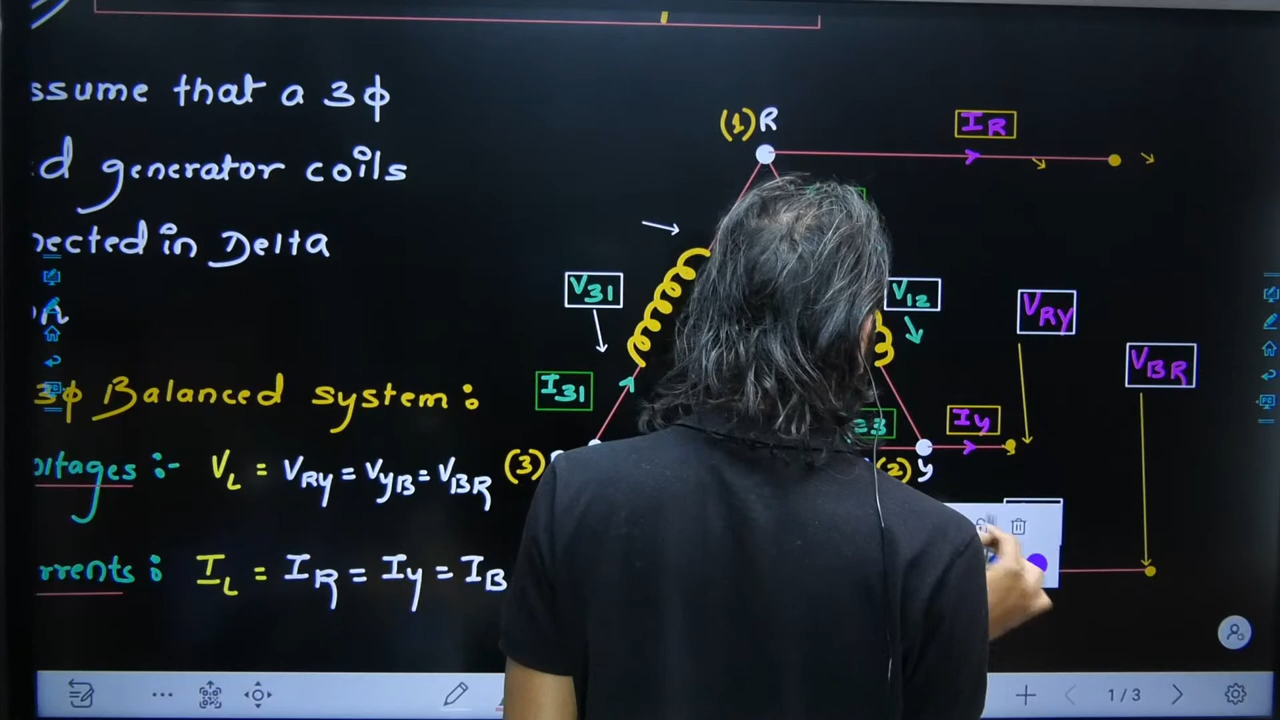 ssume that a 3ϕ
d generator coils
ected in Delta
3ϕ Balanced system:
oltages :- VL = VRY = VYB = VBR
rrents : IL = IR = IY = IB
(1) R
IR
V31
V12
VRY
VBR
I31
IY
(3)
(2) Y
1/3